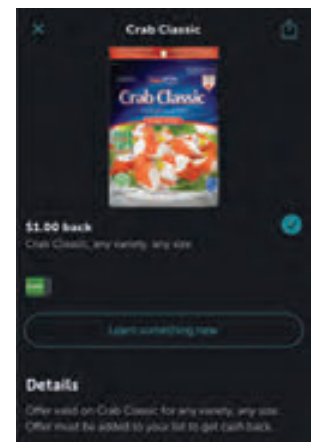 Crab Classic
Crab Classic
$1.00 back
Crab Classic, any variety, any size
Learn something new
Details
Offer valid on Crab Classic for any variety, any size.
Offer must be added to your list to get cash back.